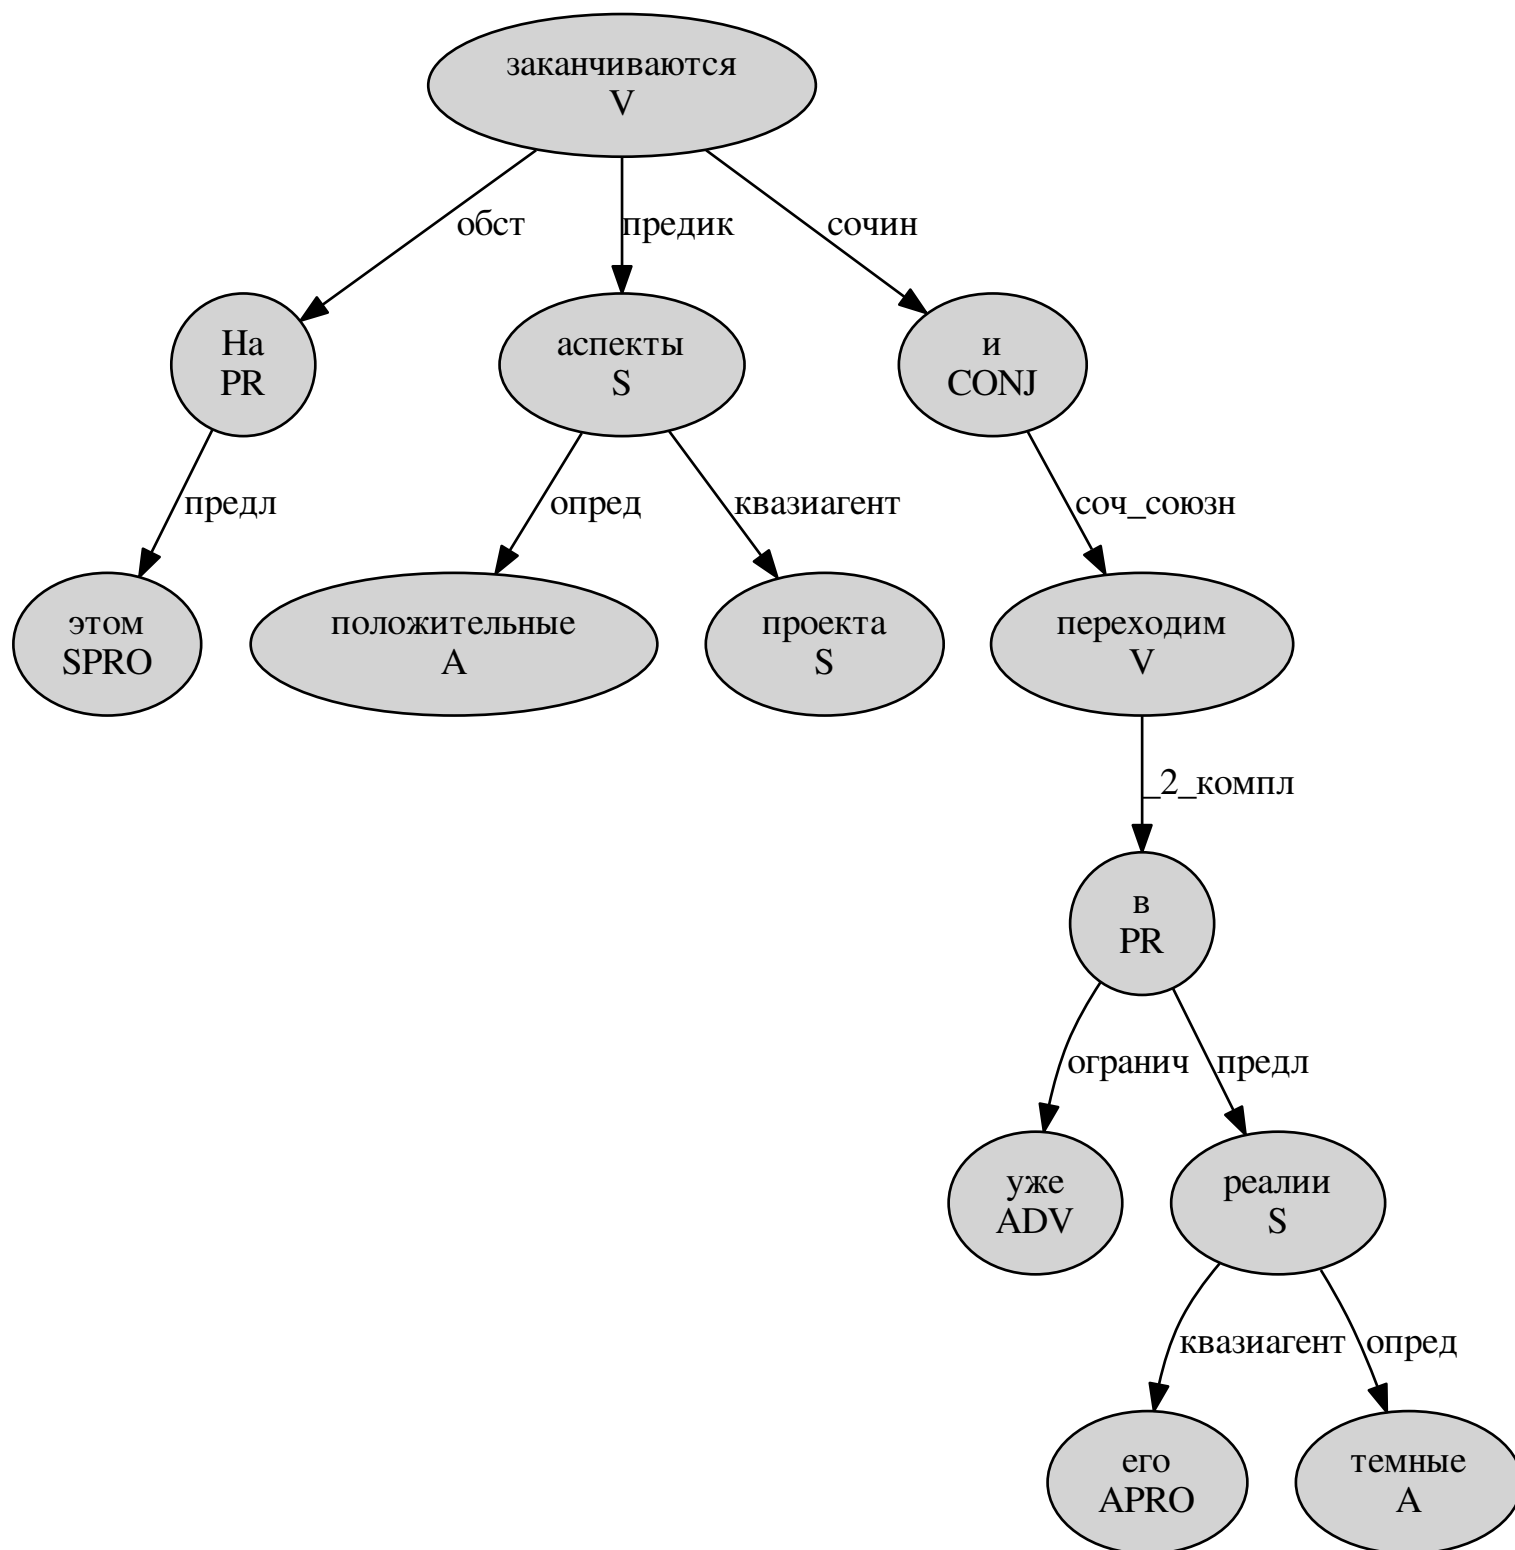 заканчиваются
V
обст
предик
сочин
На
PR
аспекты
S
и
CONJ
предл
опред
квазиагент
соч_союзн
этом
SPRO
положительные
A
проекта
S
переходим
V
_2_компл
в
PR
огранич
предл
уже
ADV
реалии
S
квазиагент
опред
его
APRO
темные
A